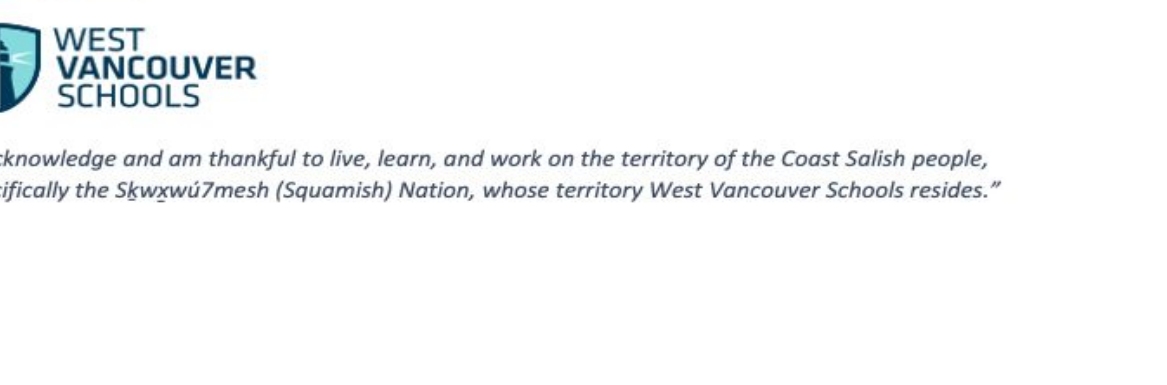 WEST
VANCOUVER
SCHOOLS
cknowledge and am thankful to live, learn, and work on the territory of the Coast Salish people,
cifically the Sḵwx̱wú7mesh (Squamish) Nation, whose territory West Vancouver Schools resides.”